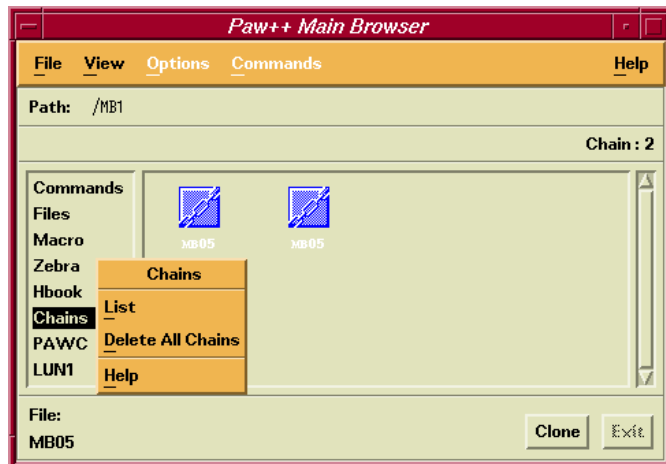 Paw++ Main Browser
File View Options Commands Help
Path: /MB1
Chain : 2
Commands
Files
Macro
Zebra
Hbook
Chains
PAWC
LUN1
MB05 MB05
Chains
List
Delete All Chains
Help
File:
MB05
Clone Exit